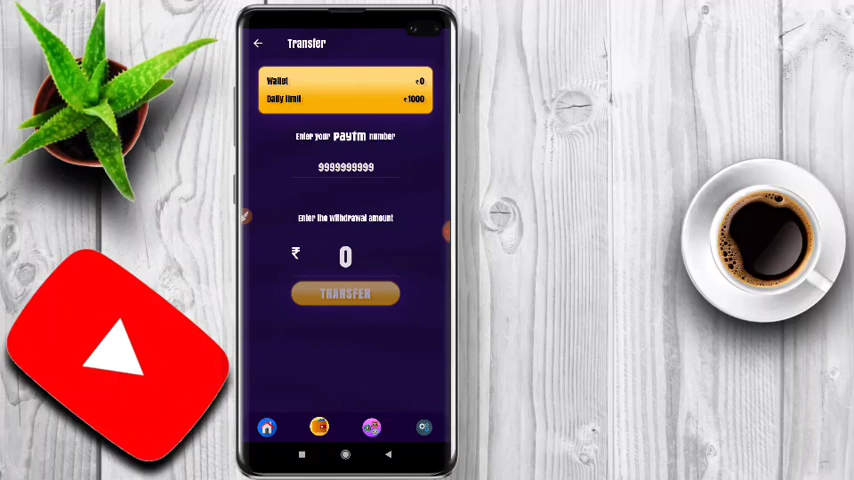 Transfer
Wallet ₹0
Daily limit ₹1000
Enter your paytm number
9999999999
Enter the withdrawal amount
₹ 0
TRANSFER